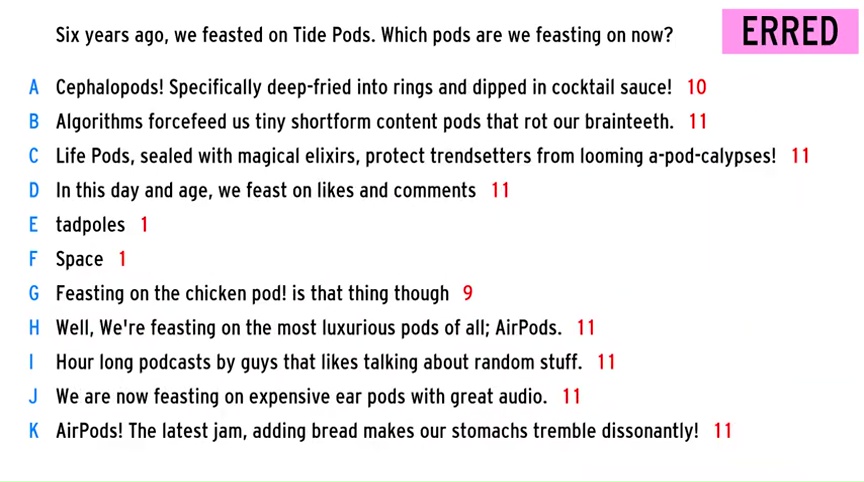 Six years ago, we feasted on Tide Pods. Which pods are we feasting on now?
ERRED
A Cephalopods! Specifically deep-fried into rings and dipped in cocktail sauce! 10
B Algorithms forcefeed us tiny shortform content pods that rot our brainteeth. 11
C Life Pods, sealed with magical elixirs, protect trendsetters from looming a-pod-calypses! 11
D In this day and age, we feast on likes and comments 11
E tadpoles 1
F Space 1
G Feasting on the chicken pod! is that thing though 9
H Well, We're feasting on the most luxurious pods of all; AirPods. 11
I Hour long podcasts by guys that likes talking about random stuff. 11
J We are now feasting on expensive ear pods with great audio. 11
K AirPods! The latest jam, adding bread makes our stomachs tremble dissonantly! 11